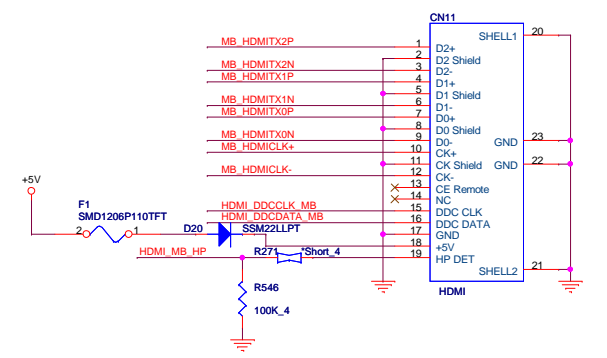 CN11
SHELL1 20
MB_HDMITX2P 1 D2+
2 D2 Shield
MB_HDMITX2N 3 D2-
MB_HDMITX1P 4 D1+
5 D1 Shield
MB_HDMITX1N 6 D1-
MB_HDMITX0P 7 D0+
8 D0 Shield
MB_HDMITX0N 9 D0- GND 23
MB_HDMICLK+ 10 CK+
11 CK Shield GND 22
MB_HDMICLK- 12 CK-
13 CE Remote
14 NC
HDMI_DDCCLK_MB 15 DDC CLK
HDMI_DDCDATA_MB 16 DDC DATA
17 GND
18 +5V
19 HP DET
SHELL2 21
HDMI
+5V
F1
SMD1206P110TFT
2 1
D20 SSM22LLPT
HDMI_MB_HP R271 *Short_4
R546
100K_4